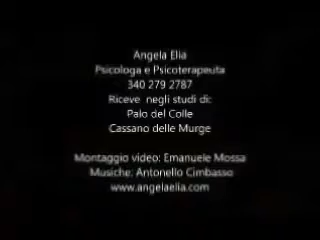 Angela Elia
Psicologa e Psicoterapeuta
340 279 2787
Riceve negli studi di:
Palo del Colle
Cassano delle Murge
Montaggio video: Emanuele Mossa
Musiche: Antonello Cimbasso
www.angelaelia.com